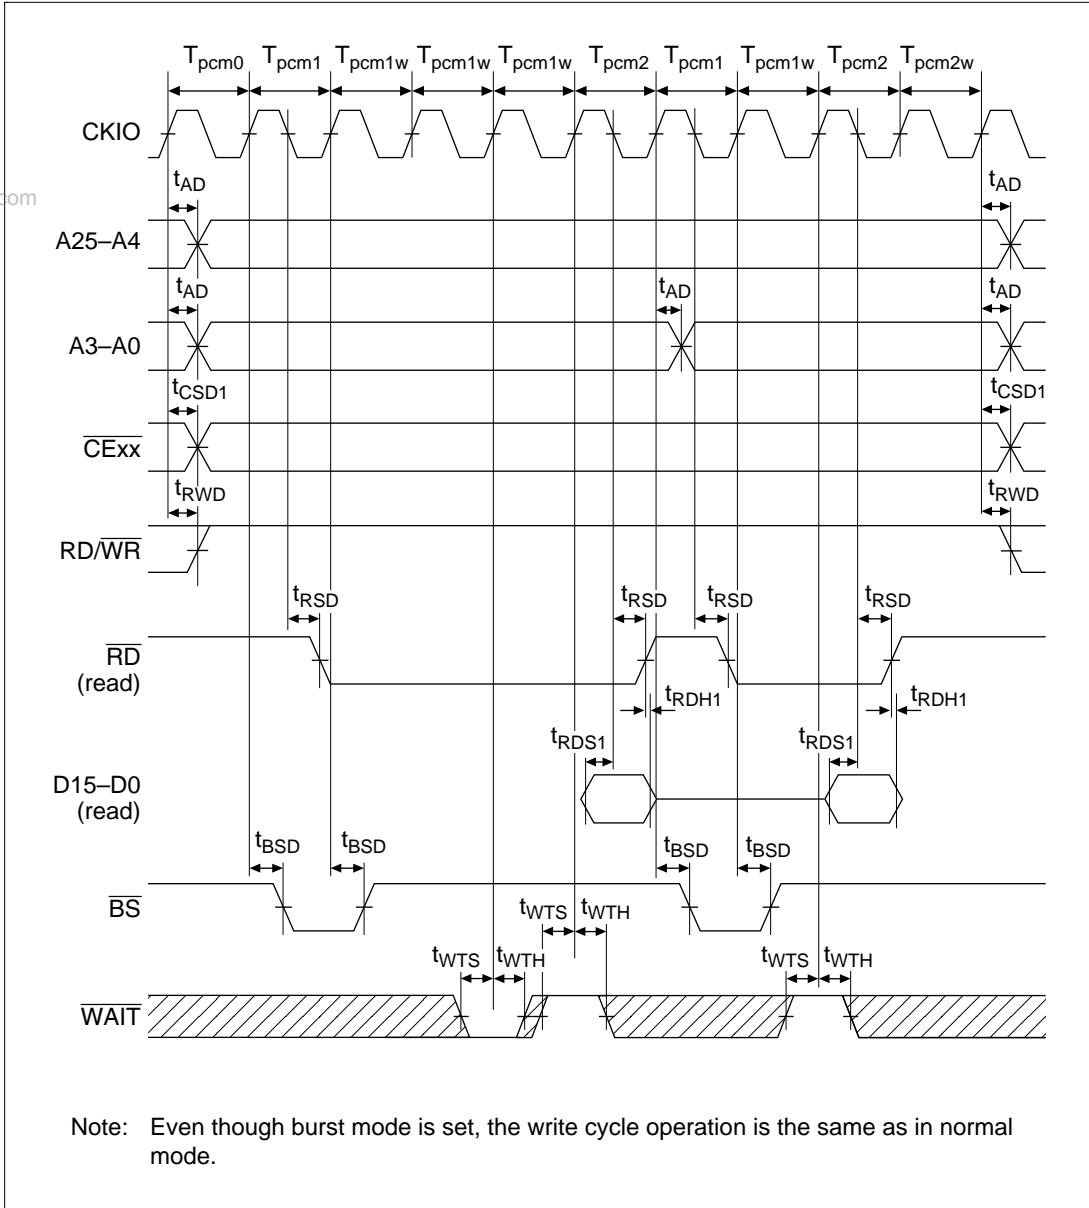 Tpcm0 Tpcm1 Tpcm1w Tpcm1w Tpcm1w Tpcm2 Tpcm1 Tpcm1w Tpcm2 Tpcm2w
CKIO
com
tAD tAD
A25–A4
tAD tAD tAD
A3–A0
tCSD1 tCSD1
CExx
tRWD tRWD
RD/WR
tRSD tRSD tRSD tRSD
RD
(read)
tRDH1 tRDH1
tRDS1 tRDS1
D15–D0
(read)
tBSD tBSD tBSD tBSD
BS
tWTS tWTH
tWTS tWTH tWTS tWTH
WAIT
Note: Even though burst mode is set, the write cycle operation is the same as in normal
mode.